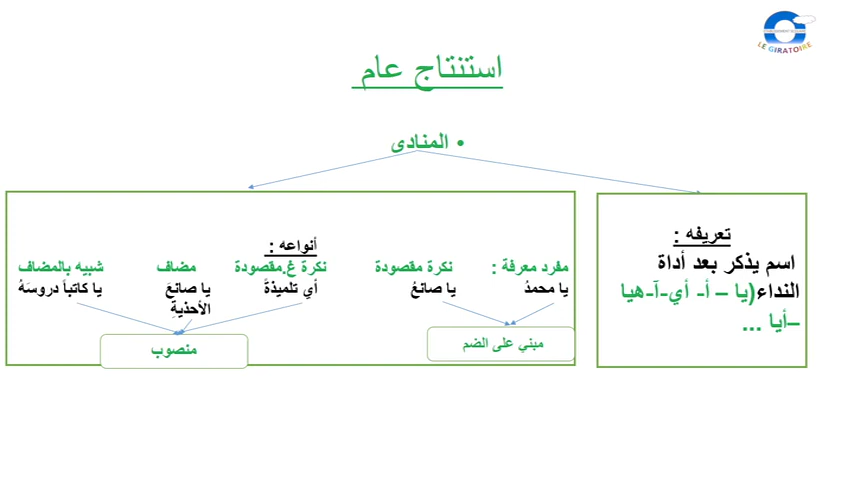 LE GIRATOIRE
استنتاج عام
• المنادى
تعريفه :
اسم يذكر بعد أداة
النداء(يا – أ- أي-آ-هيا
–أيا ...
أنواعه :
مفرد معرفة :
يا محمدُ
نكرة مقصودة
يا صانعُ
نكرة غ.مقصودة
أي تلميذةً
مضاف
يا صانعَ
الأحذيةِ
شبيه بالمضاف
يا كاتباً دروسَهُ
مبني على الضم
منصوب